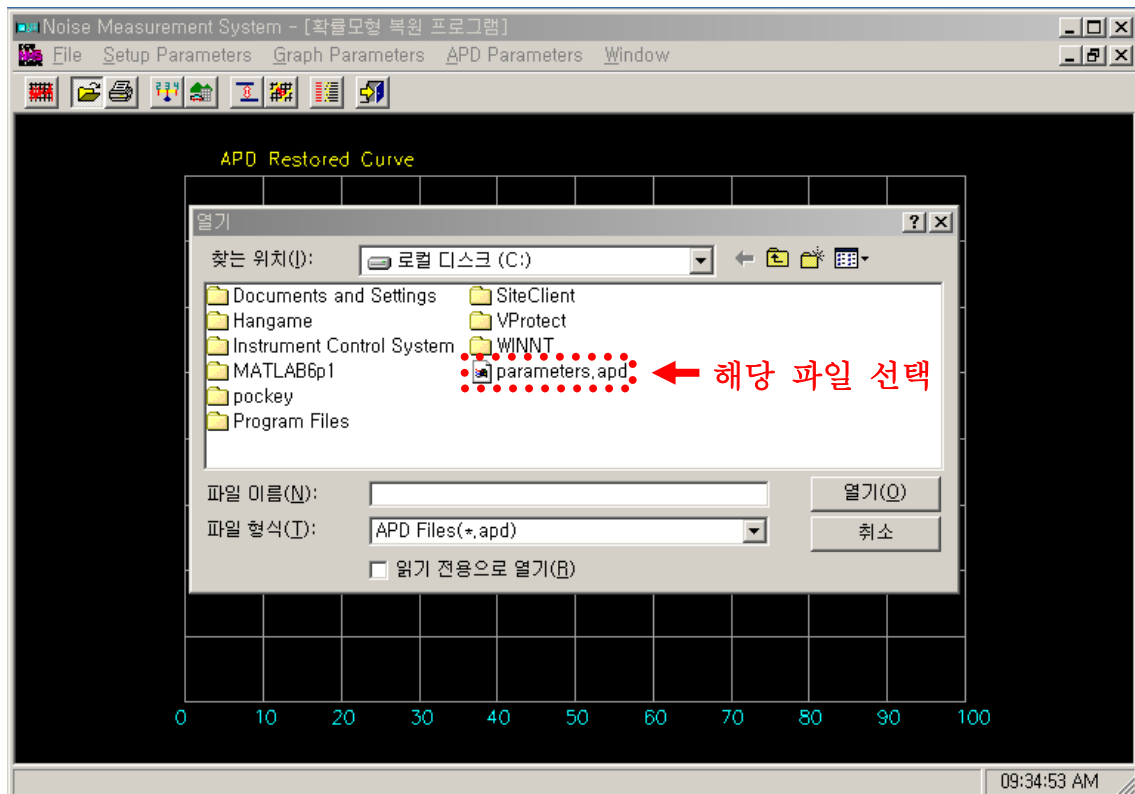 Noise Measurement System - [확률모형 복원 프로그램]
File Setup Parameters Graph Parameters APD Parameters Window
APD Restored Curve
열기
찾는 위치(I): 로컬 디스크 (C:)
Documents and Settings SiteClient
Hangame VProtect
Instrument Control System WINNT
MATLAB6p1 parameters.apd 해당 파일 선택
pockey
Program Files
파일 이름(N): 열기(O)
파일 형식(T): APD Files(*.apd) 취소
읽기 전용으로 열기(R)
0 10 20 30 40 50 60 70 80 90 100
09:34:53 AM